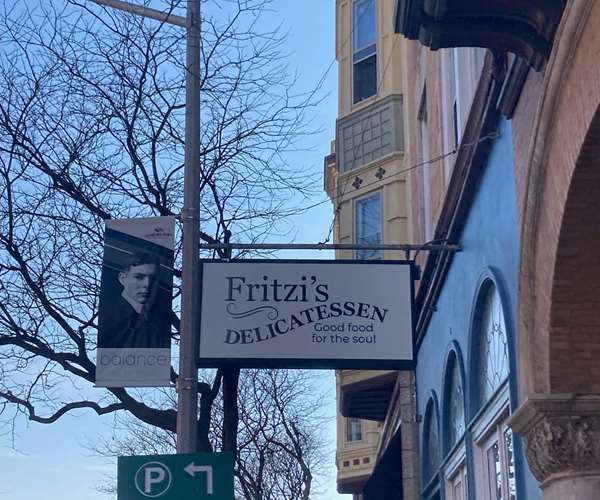 Fritzi's
DELICATESSEN
Good food
for the soul
balance
P